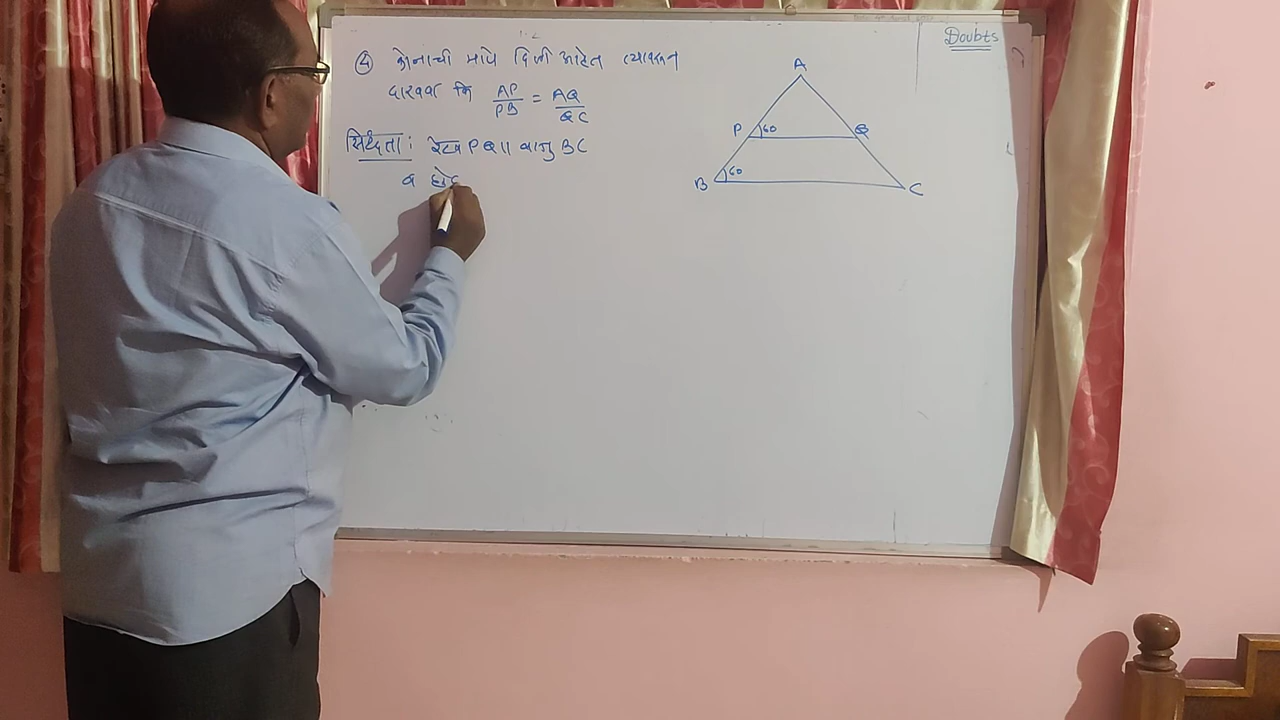 ④ कोनांची मापे दिली आहेत त्यावरून
दाखवा कि AP/PB = AQ/QC
सिद्धता: रेख PQ || बाजु BC
व
Doubts
A
P 60 Q
B 60 C